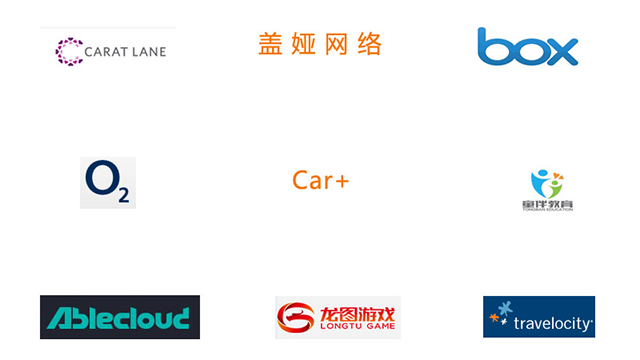 CARAT LANE
盖娅网络
box
O2
Car+
童伴教育
TONGBAN EDUCATION
Ablecloud
龙图游戏
LONGTU GAME
travelocity